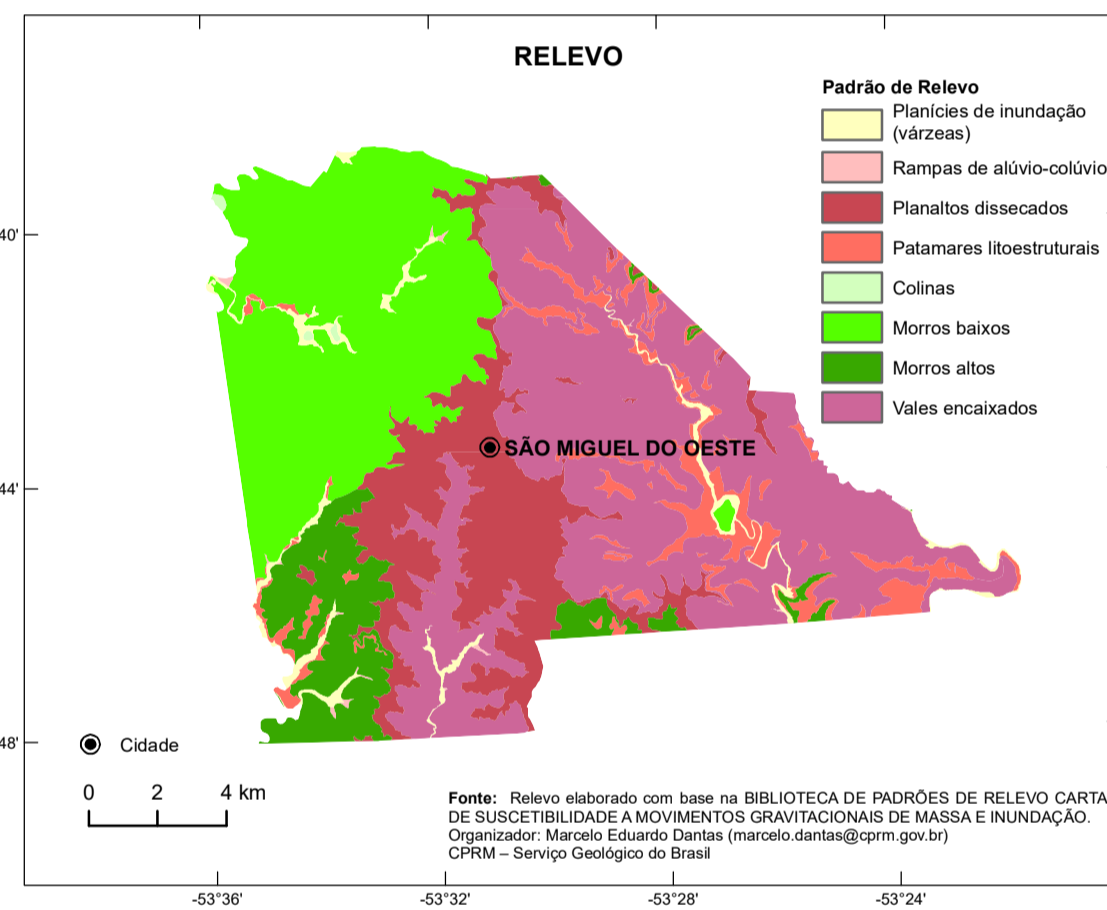 RELEVO
Padrão de Relevo
Planícies de inundação
(várzeas)
Rampas de alúvio-colúvio
Planaltos dissecados
Patamares litoestruturais
Colinas
Morros baixos
Morros altos
Vales encaixados
40'
SÃO MIGUEL DO OESTE
44'
48'
Cidade
0 2 4 km
Fonte: Relevo elaborado com base na BIBLIOTECA DE PADRÕES DE RELEVO CARTA
DE SUSCETIBILIDADE A MOVIMENTOS GRAVITACIONAIS DE MASSA E INUNDAÇÃO.
Organizador: Marcelo Eduardo Dantas (marcelo.dantas@cprm.gov.br)
CPRM – Serviço Geológico do Brasil
-53°36' -53°32' -53°28' -53°24'